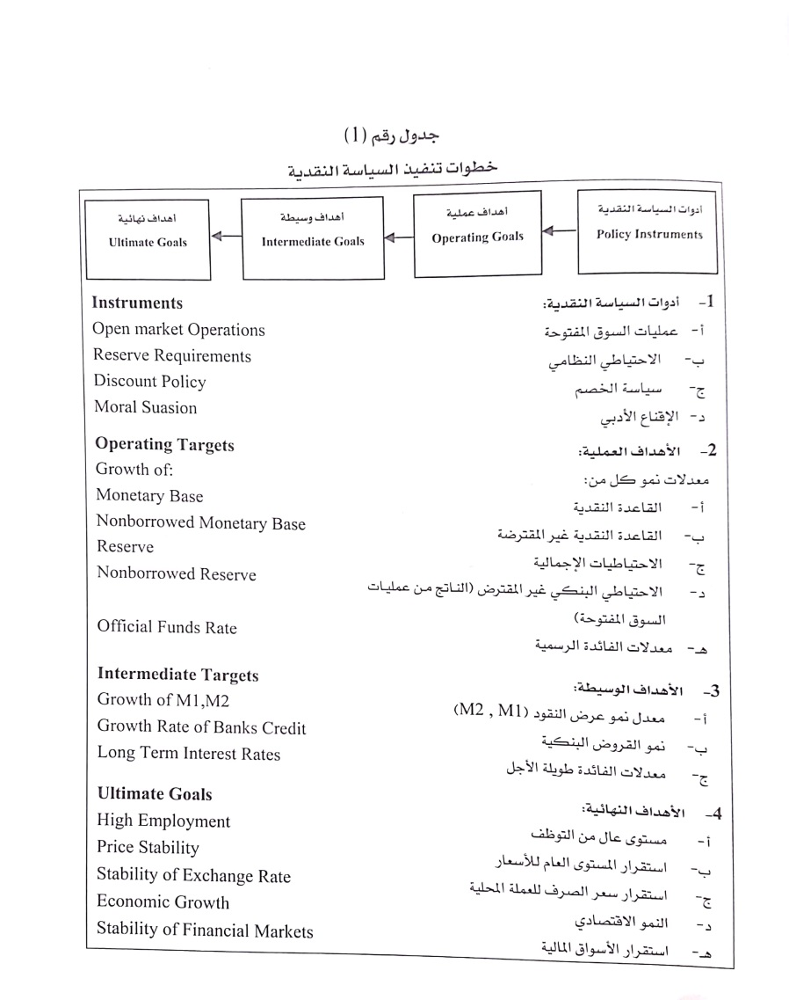 جدول رقم (1)
خطوات تنفيذ السياسة النقدية
أدوات السياسة النقدية
Policy Instruments
أهداف عملية
Operating Goals
أهداف وسيطة
Intermediate Goals
أهداف نهائية
Ultimate Goals
1- أدوات السياسة النقدية:
Instruments
أ- عمليات السوق المفتوحة
Open market Operations
ب- الاحتياطي النظامي
Reserve Requirements
ج- سياسة الخصم
Discount Policy
د- الإقناع الأدبي
Moral Suasion
2- الأهداف العملية:
Operating Targets
معدلات نمو كل من:
Growth of:
أ- القاعدة النقدية
Monetary Base
ب- القاعدة النقدية غير المقترضة
Nonborrowed Monetary Base
ج- الاحتياطيات الإجمالية
Reserve
د- الاحتياطي البنكي غير المقترض (الناتج من عمليات
السوق المفتوحة)
Nonborrowed Reserve
هـ- معدلات الفائدة الرسمية
Official Funds Rate
3- الأهداف الوسيطة:
Intermediate Targets
أ- معدل نمو عرض النقود (M2 , M1)
Growth of M1,M2
ب- نمو القروض البنكية
Growth Rate of Banks Credit
ج- معدلات الفائدة طويلة الأجل
Long Term Interest Rates
4- الأهداف النهائية:
Ultimate Goals
أ- مستوى عال من التوظف
High Employment
ب- استقرار المستوى العام للأسعار
Price Stability
ج- استقرار سعر الصرف للعملة المحلية
Stability of Exchange Rate
د- النمو الاقتصادي
Economic Growth
هـ- استقرار الأسواق المالية
Stability of Financial Markets